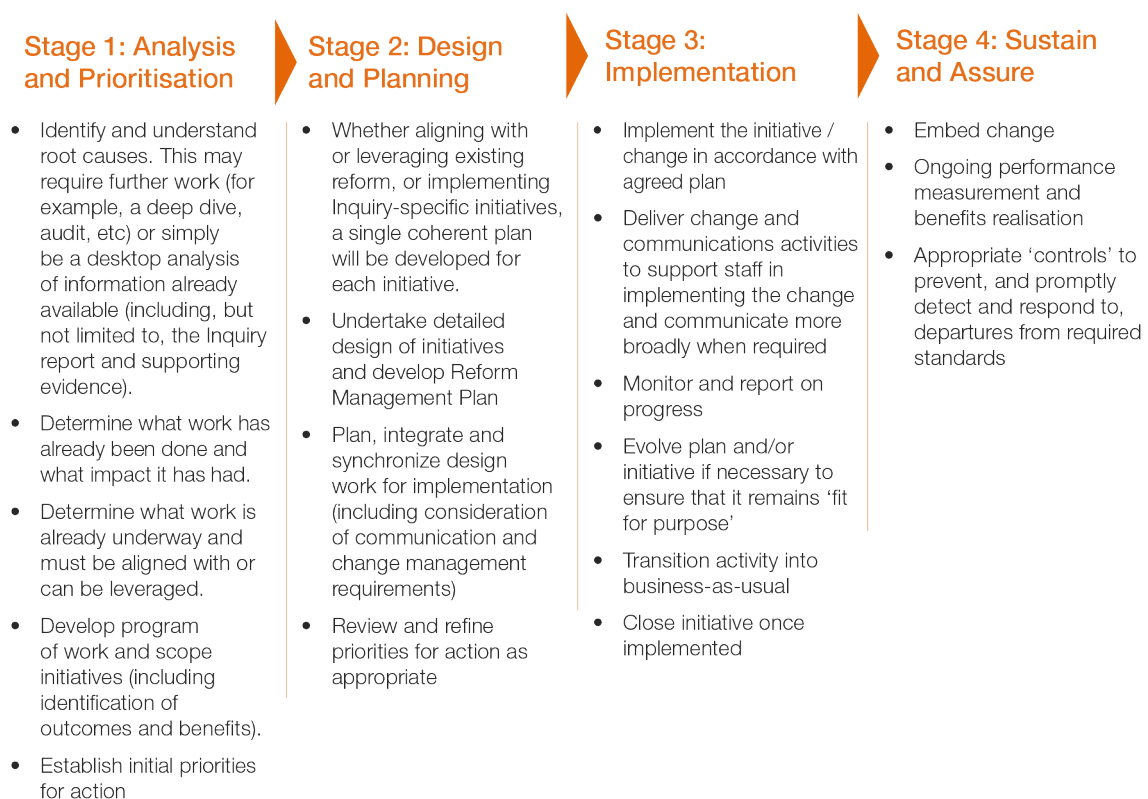 Stage 1: Analysis
and Prioritisation
• Identify and understand
root causes. This may
require further work (for
example, a deep dive,
audit, etc) or simply
be a desktop analysis
of information already
available (including, but
not limited to, the Inquiry
report and supporting
evidence).
• Determine what work has
already been done and
what impact it has had.
• Determine what work is
already underway and
must be aligned with or
can be leveraged.
• Develop program
of work and scope
initiatives (including
identification of
outcomes and benefits).
• Establish initial priorities
for action
Stage 2: Design
and Planning
• Whether aligning with
or leveraging existing
reform, or implementing
Inquiry-specific initiatives,
a single coherent plan
will be developed for
each initiative.
• Undertake detailed
design of initiatives
and develop Reform
Management Plan
• Plan, integrate and
synchronize design
work for implementation
(including consideration
of communication and
change management
requirements)
• Review and refine
priorities for action as
appropriate
Stage 3:
Implementation
• Implement the initiative /
change in accordance with
agreed plan
• Deliver change and
communications activities
to support staff in
implementing the change
and communicate more
broadly when required
• Monitor and report on
progress
• Evolve plan and/or
initiative if necessary to
ensure that it remains ‘fit
for purpose’
• Transition activity into
business-as-usual
• Close initiative once
implemented
Stage 4: Sustain
and Assure
• Embed change
• Ongoing performance
measurement and
benefits realisation
• Appropriate ‘controls’ to
prevent, and promptly
detect and respond to,
departures from required
standards